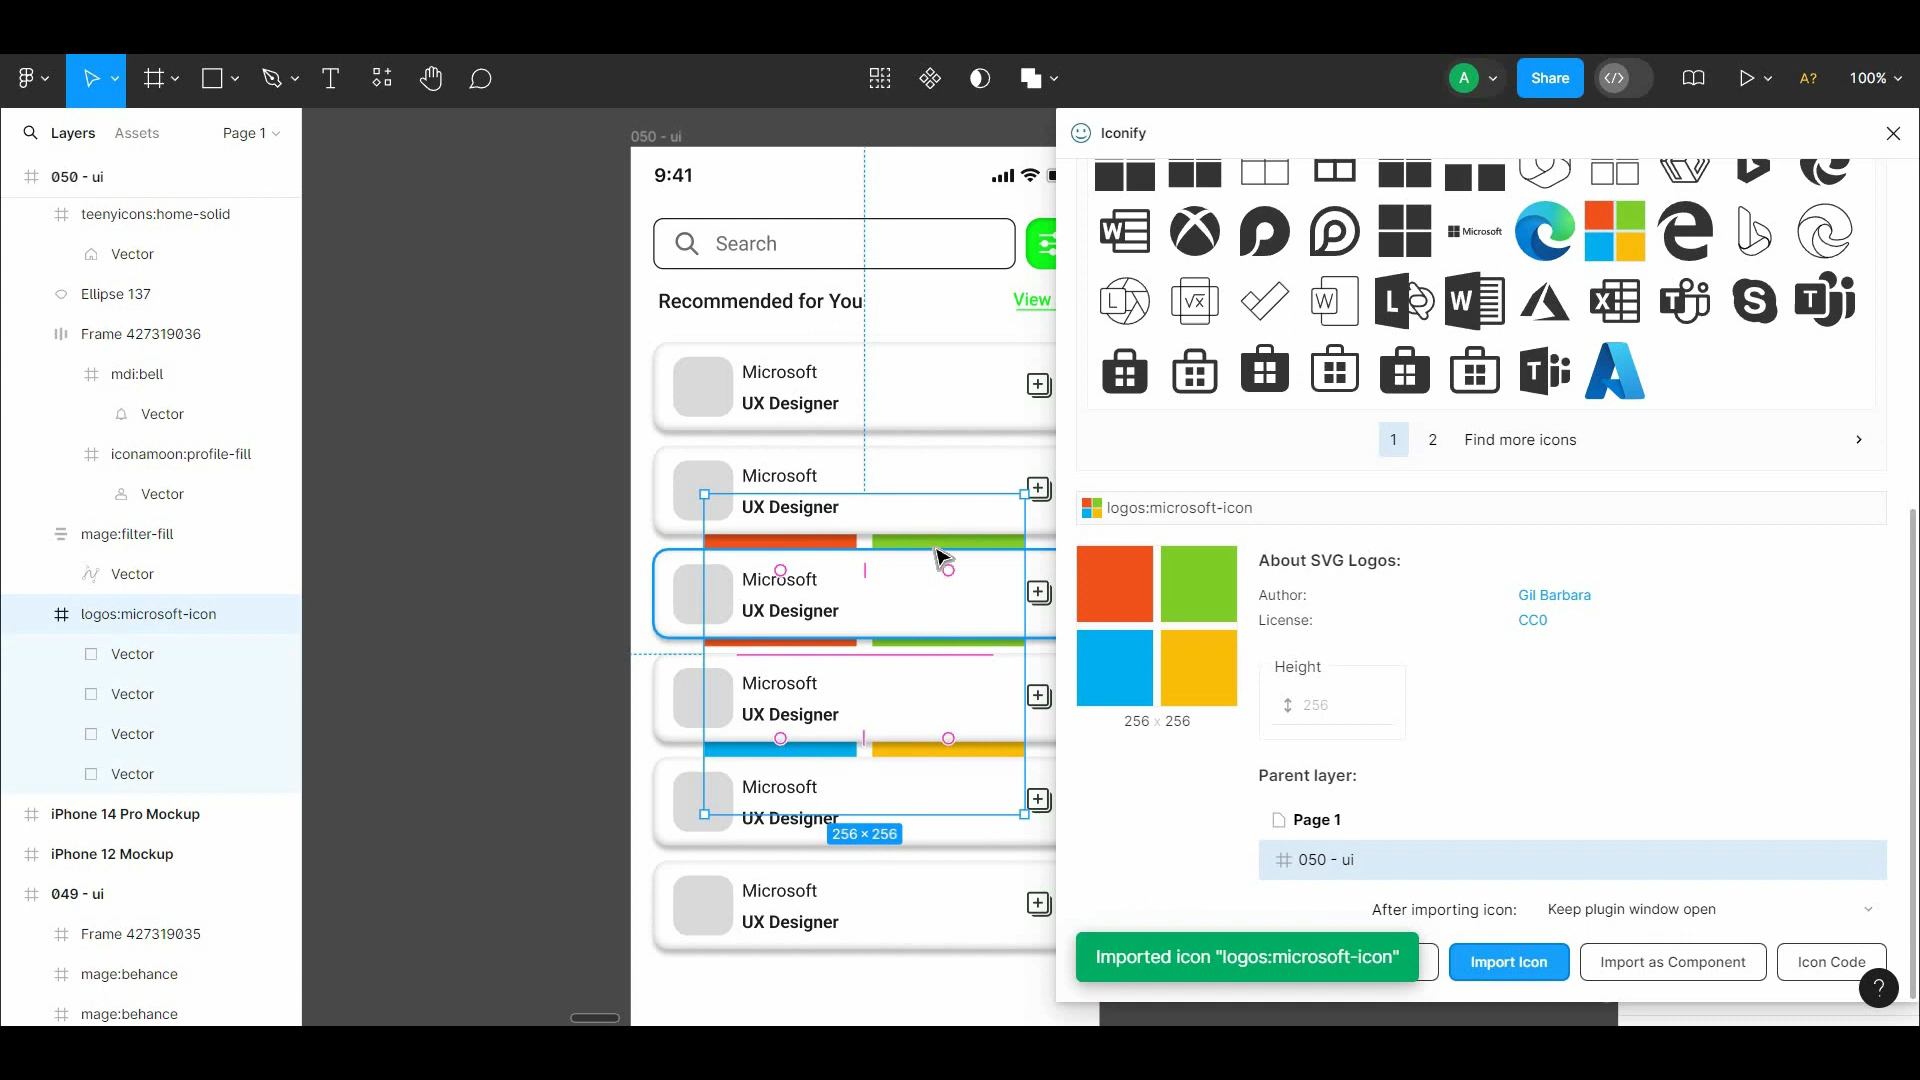 A
Share
A?
100%
Layers
Assets
Page 1
050 - ui
teenyicons:home-solid
Vector
Ellipse 137
Frame 427319036
mdi:bell
Vector
iconamoon:profile-fill
Vector
mage:filter-fill
Vector
logos:microsoft-icon
Vector
Vector
Vector
Vector
iPhone 14 Pro Mockup
iPhone 12 Mockup
049 - ui
Frame 427319035
mage:behance
mage:behance
050 - ui
9:41
Search
Recommended for You
View
Microsoft
UX Designer
Microsoft
UX Designer
Microsoft
UX Designer
Microsoft
UX Designer
Microsoft
UX Designer
256 × 256
Microsoft
UX Designer
Iconify
Microsoft
1
2
Find more icons
logos:microsoft-icon
About SVG Logos:
Author:
Gil Barbara
License:
CC0
Height
256
256 x 256
Parent layer:
Page 1
050 - ui
After importing icon:
Keep plugin window open
Imported icon "logos:microsoft-icon"
Import Icon
Import as Component
Icon Code
?